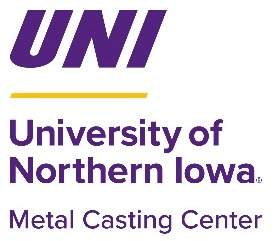 UNI
University of
Northern Iowa®
Metal Casting Center